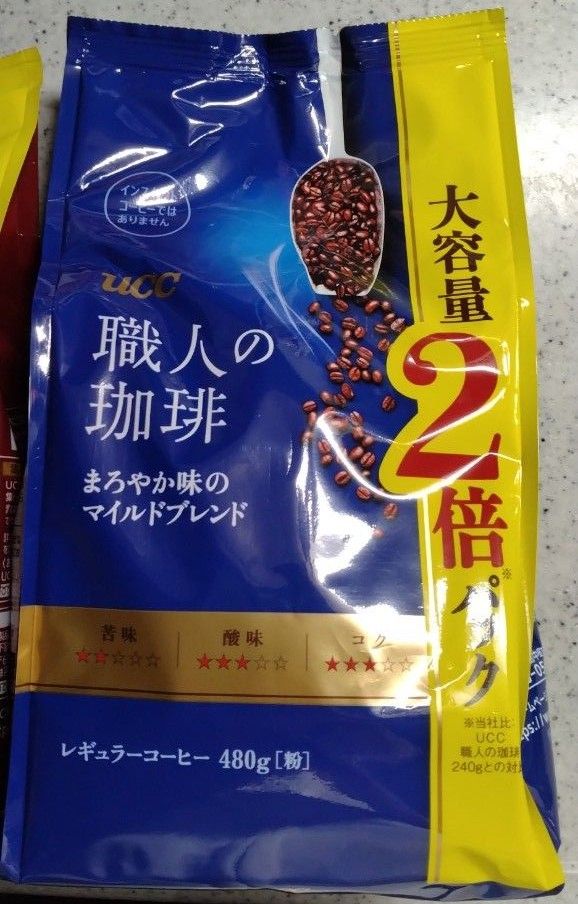 インスタント
コーヒーでは
ありません
UCC
職人の
珈琲
まろやか味の
マイルドブレンド
苦味
★★☆☆☆
酸味
★★★☆☆
コク
★★★☆☆
レギュラーコーヒー 480g[粉]
大容量2倍※パック
※当社比:
UCC
職人の珈琲
240gとの対